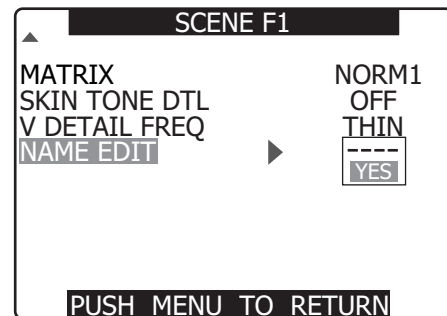 SCENE F1
MATRIX NORM1
SKIN TONE DTL OFF
V DETAIL FREQ THIN
NAME EDIT ----
YES
PUSH MENU TO RETURN